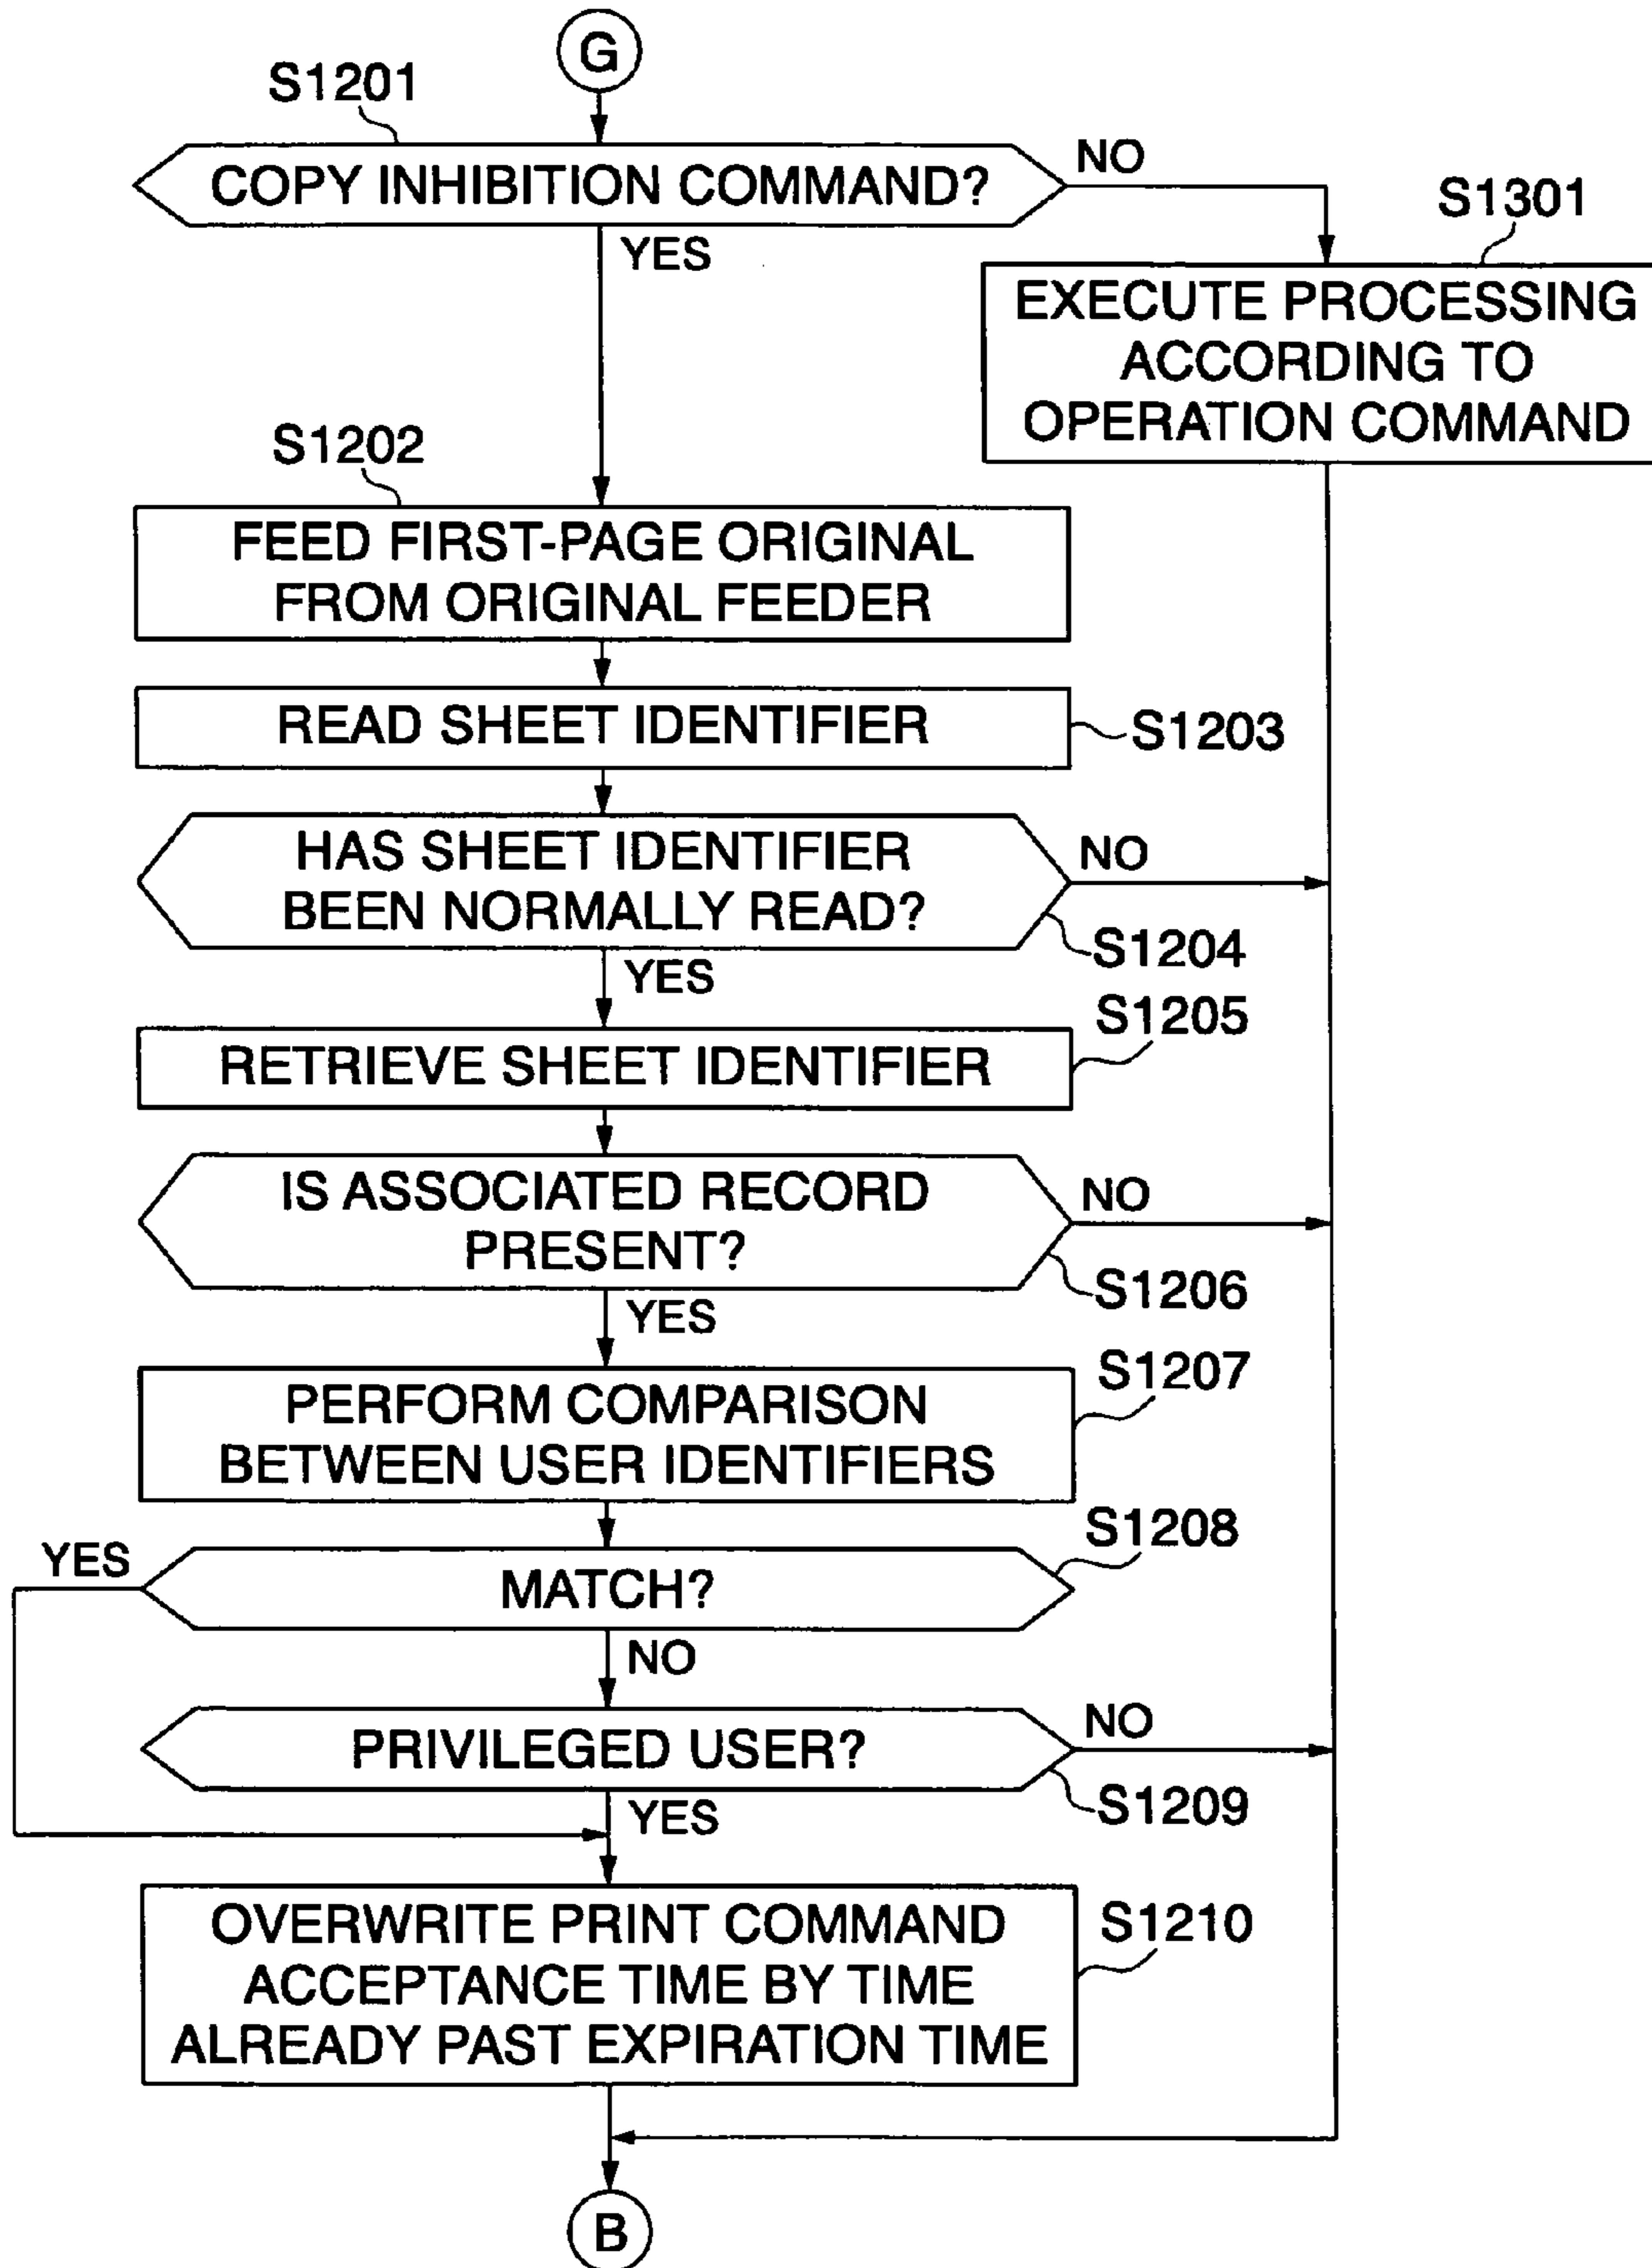 G
S1201
COPY INHIBITION COMMAND?
NO
YES
S1301
EXECUTE PROCESSING
ACCORDING TO
OPERATION COMMAND
S1202
FEED FIRST-PAGE ORIGINAL
FROM ORIGINAL FEEDER
READ SHEET IDENTIFIER
S1203
HAS SHEET IDENTIFIER
BEEN NORMALLY READ?
NO
S1204
YES
S1205
RETRIEVE SHEET IDENTIFIER
IS ASSOCIATED RECORD
PRESENT?
NO
S1206
YES
S1207
PERFORM COMPARISON
BETWEEN USER IDENTIFIERS
S1208
YES
MATCH?
NO
PRIVILEGED USER?
NO
S1209
YES
OVERWRITE PRINT COMMAND
ACCEPTANCE TIME BY TIME
ALREADY PAST EXPIRATION TIME
S1210
B